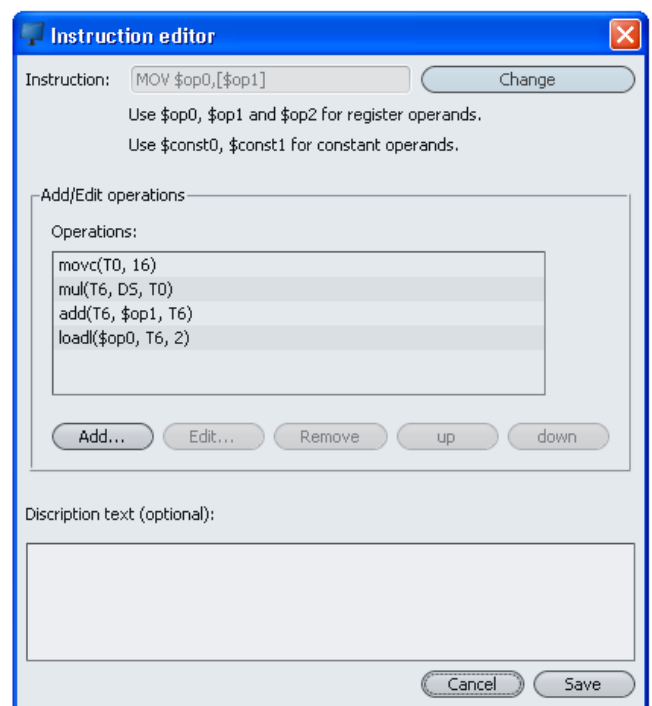 Instruction editor
Instruction: MOV $op0,[$op1] Change
Use $op0, $op1 and $op2 for register operands.
Use $const0, $const1 for constant operands.
Add/Edit operations
Operations:
movc(T0, 16)
mul(T6, DS, T0)
add(T6, $op1, T6)
loadl($op0, T6, 2)
Add... Edit... Remove up down
Discription text (optional):
Cancel Save